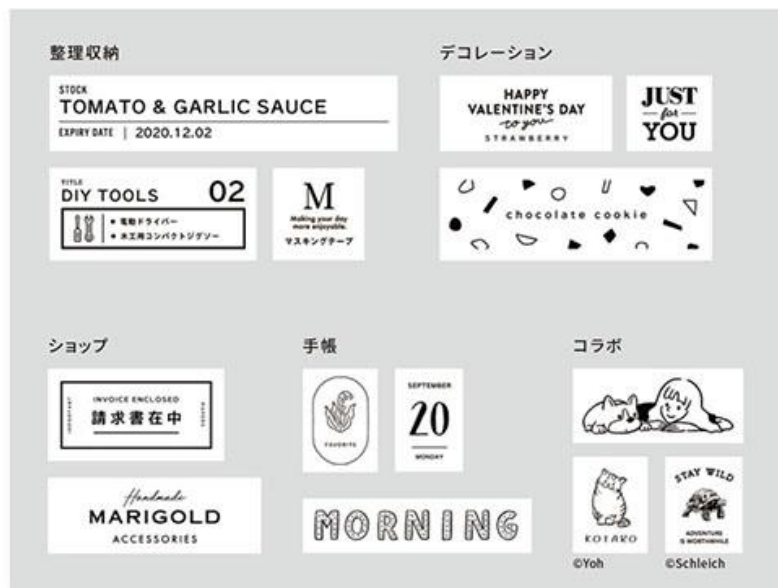 整理収納
STOCK
TOMATO & GARLIC SAUCE
EXPIRY DATE | 2020.12.02
TITLE
DIY TOOLS 02
• 電動ドライバー
• 木工用コンパクトジグソー
M
Making your day
more enjoyable.
マスキングテープ
デコレーション
HAPPY
VALENTINE'S DAY
to you
STRAWBERRY
JUST
for
YOU
chocolate cookie
ショップ
INVOICE ENCLOSED
請求書在中
Handmade
MARIGOLD
ACCESSORIES
手帳
FAVORITE
SEPTEMBER
20
MONDAY
MORNING
コラボ
KOTARO
©Yoh
STAY WILD
ADVENTURE
IS WORTHWHILE
©Schleich